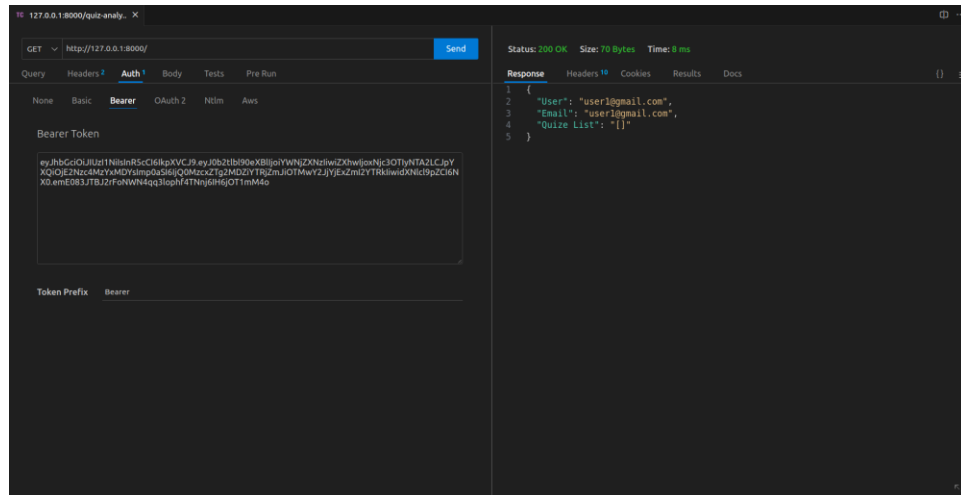 TC 127.0.0.1:8000/quiz-analy.. ×
GET http://127.0.0.1:8000/ Send
Query Headers 2 Auth 1 Body Tests Pre Run
None Basic Bearer OAuth 2 Ntlm Aws
Bearer Token
Token Prefix Bearer
Status: 200 OK Size: 70 Bytes Time: 8 ms
Response Headers 10 Cookies Results Docs {}
1 {
2 "User": "user1@gmail.com",
3 "Email": "user1@gmail.com",
4 "Quize List": "[]"
5 }